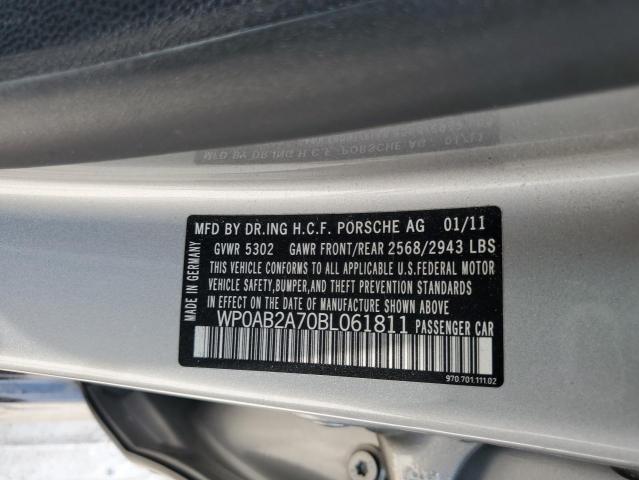 MFD BY DR.ING H.C.F. PORSCHE AG 01/11
GVWR 5302 GAWR FRONT/REAR 2568/2943 LBS
THIS VEHICLE CONFORMS TO ALL APPLICABLE U.S.FEDERAL MOTOR
VEHICLE SAFETY,BUMPER,AND THEFT PREVENTION STANDARDS
IN EFFECT ON THE DATE OF MANUFACTURE SHOWN ABOVE
WP0AB2A70BL061811 PASSENGER CAR
970.701.111.02
MADE IN GERMANY